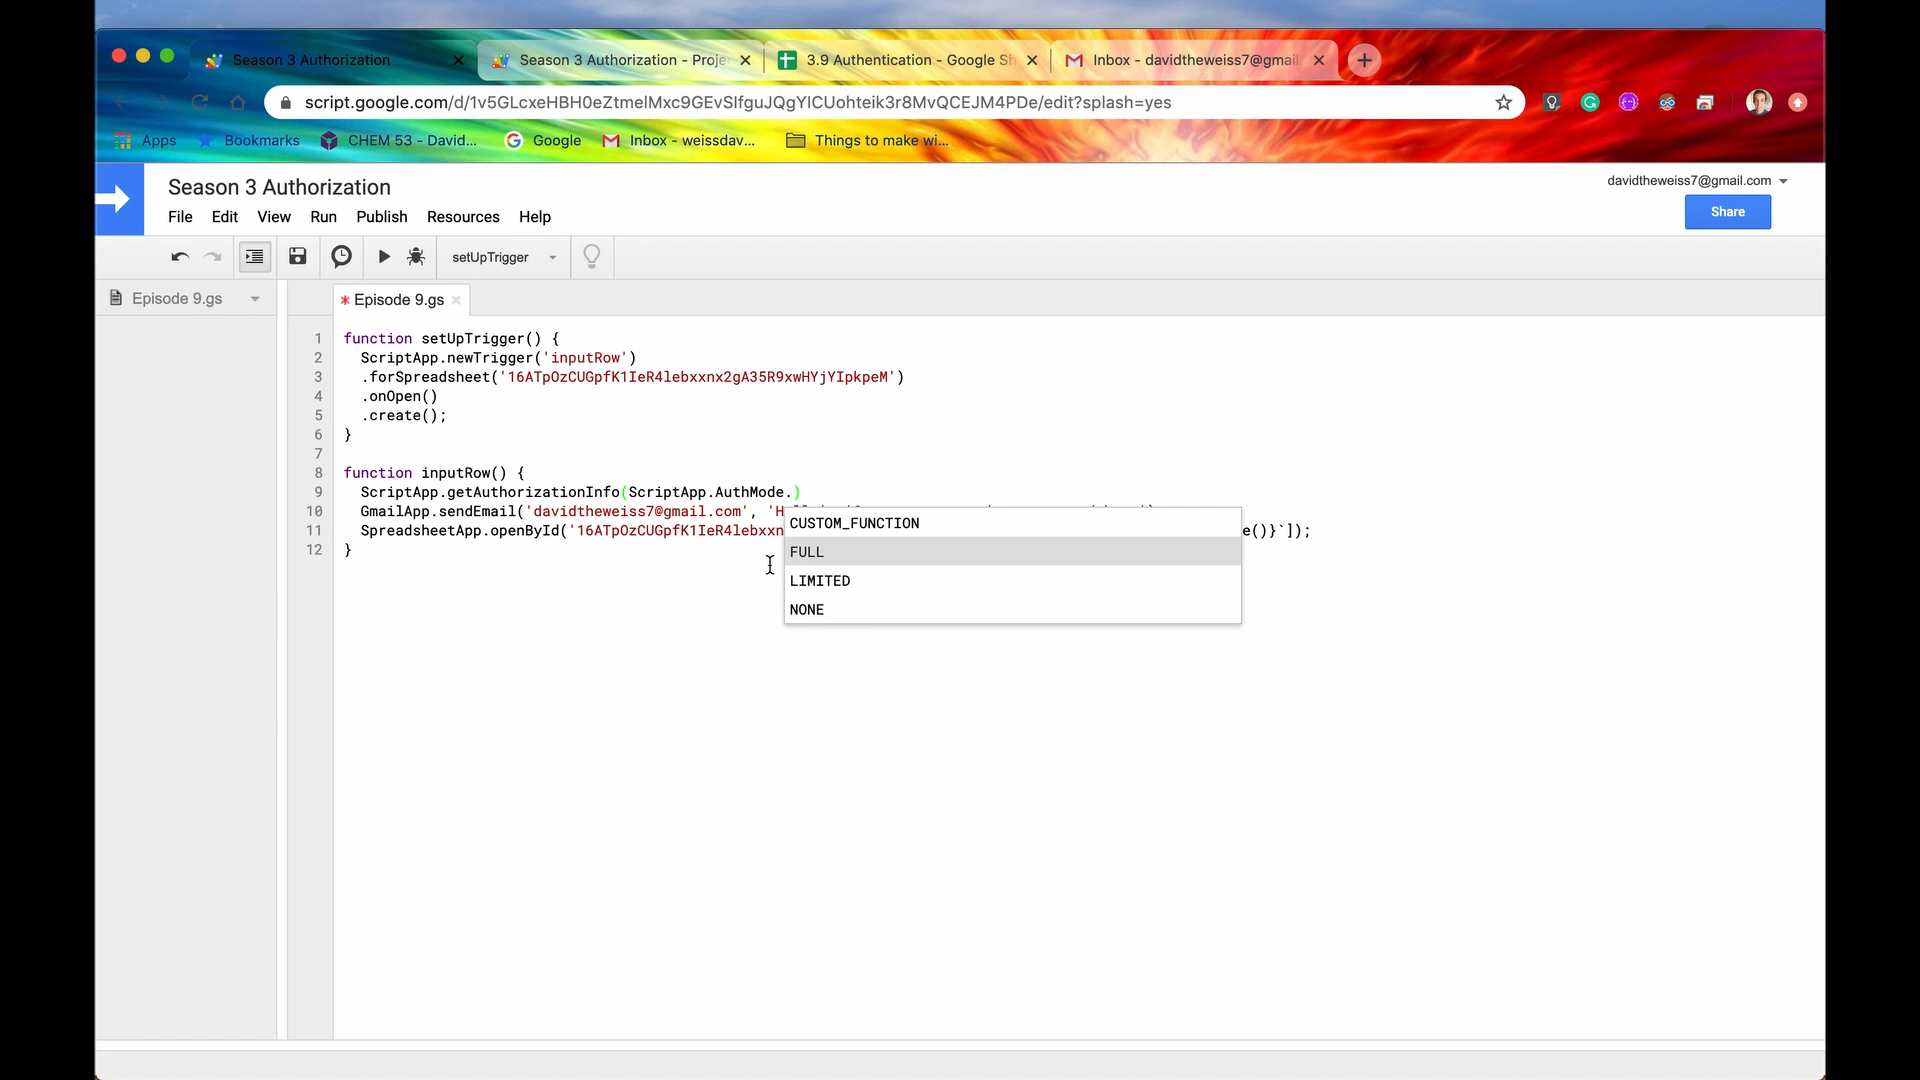 Season 3 Authorization
Season 3 Authorization - Proje
3.9 Authentication - Google Sh
Inbox - davidtheweiss7@gmail
script.google.com/d/1v5GLcxeHBH0eZtmelMxc9GEvSIfguJQgYlCUohteik3r8MvQCEJM4PDe/edit?splash=yes
Apps
Bookmarks
CHEM 53 - David...
Google
Inbox - weissdav...
Things to make wi...
Season 3 Authorization
davidtheweiss7@gmail.com
File Edit View Run Publish Resources Help
Share
setUpTrigger
Episode 9.gs
* Episode 9.gs
1 function setUpTrigger() {
2 ScriptApp.newTrigger('inputRow')
3 .forSpreadsheet('16ATpOzCUGpfK1IeR4lebxxnx2gA35R9xwHYjYIpkpeM')
4 .onOpen()
5 .create();
6 }
7
8 function inputRow() {
9 ScriptApp.getAuthorizationInfo(ScriptApp.AuthMode.)
10 GmailApp.sendEmail('davidtheweiss7@gmail.com', 'H
11 SpreadsheetApp.openById('16ATpOzCUGpfK1IeR4lebxxn e()}`]);
12 }
CUSTOM_FUNCTION
FULL
LIMITED
NONE